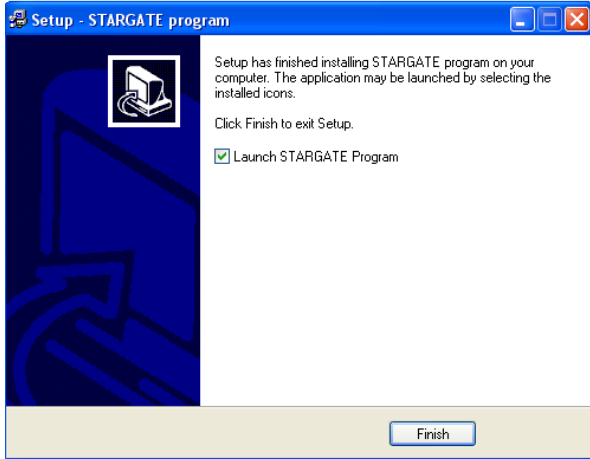 Setup - STARGATE program
Setup has finished installing STARGATE program on your
computer. The application may be launched by selecting the
installed icons.
Click Finish to exit Setup.
Launch STARGATE Program
Finish